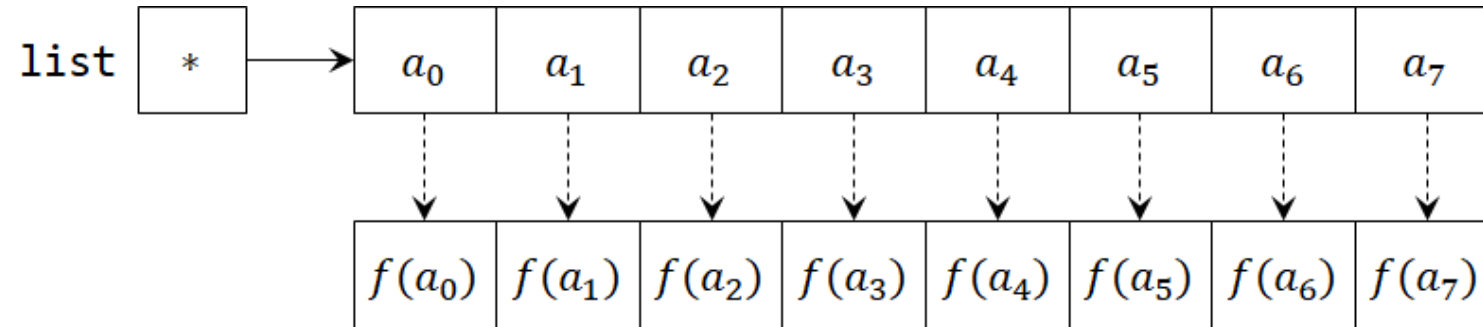 list * a₀ a₁ a₂ a₃ a₄ a₅ a₆ a₇
f(a₀) f(a₁) f(a₂) f(a₃) f(a₄) f(a₅) f(a₆) f(a₇)